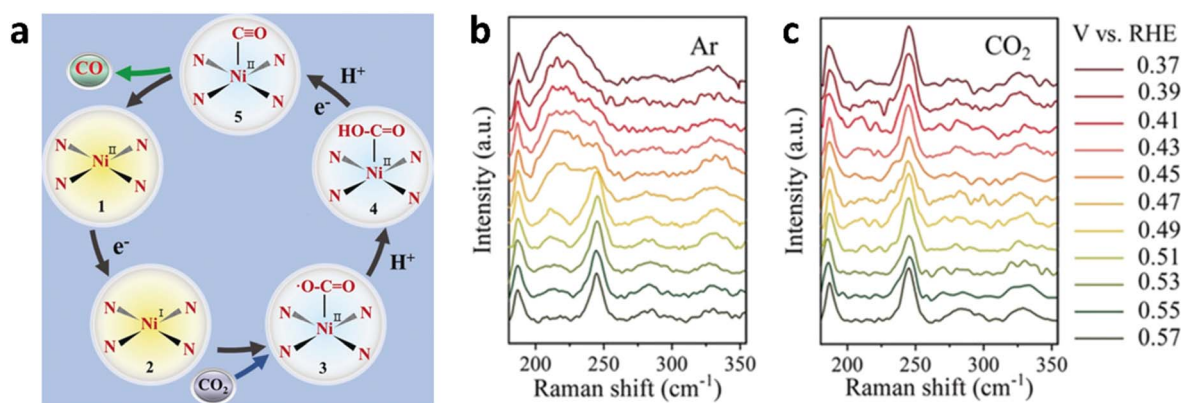 a
CO
C≡O
Ni II
N N
N N
5
H+
e-
HO-C=O
Ni II
N N
N N
4
H+
·O-C=O
Ni II
N N
N N
3
CO2
Ni I
N N
N N
2
e-
Ni II
N N
N N
1
b
Ar
Intensity (a.u.)
200 250 300 350
Raman shift (cm-1)
c
CO2
Intensity (a.u.)
200 250 300 350
Raman shift (cm-1)
V vs. RHE
0.37
0.39
0.41
0.43
0.45
0.47
0.49
0.51
0.53
0.55
0.57